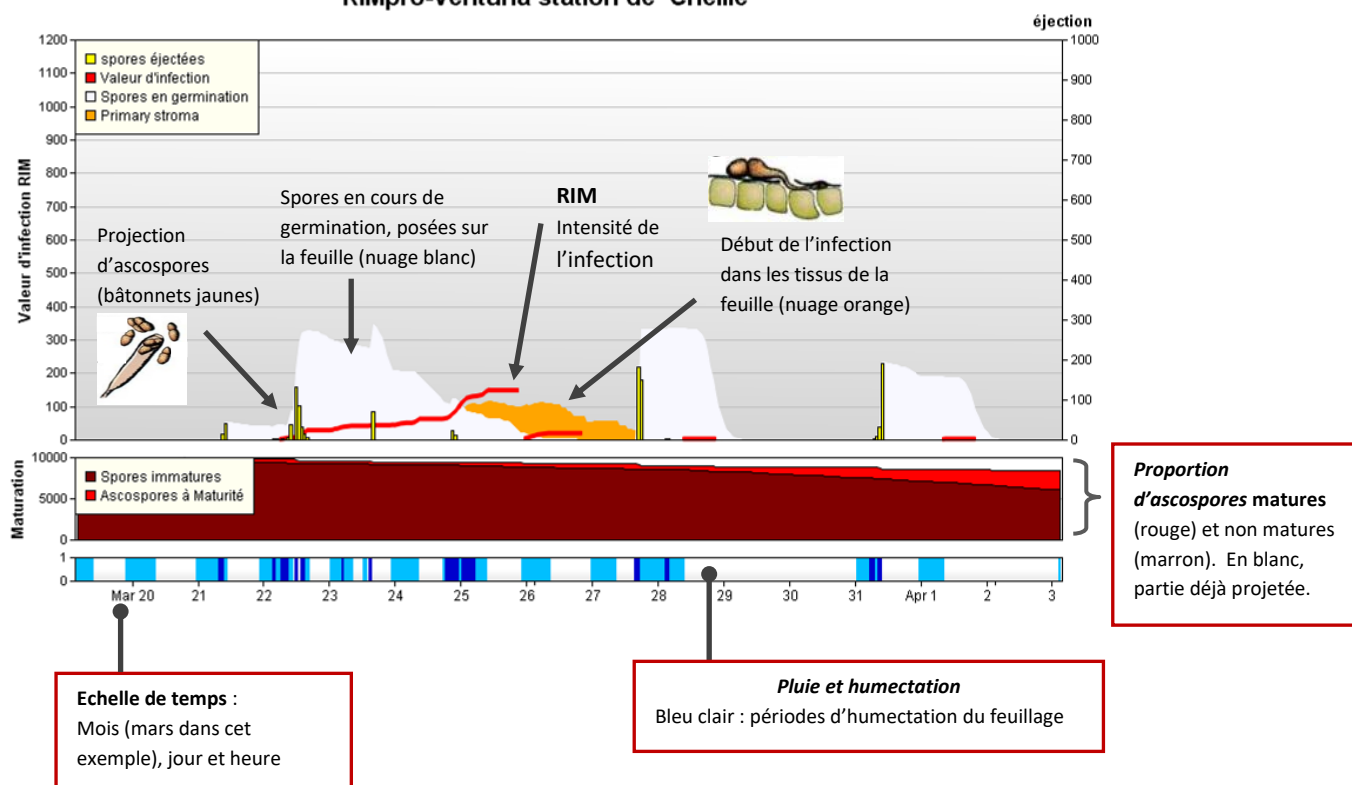 RIMpro-Venturia station de Cheille
éjection
1200
1100
1000
900
800
700
600
500
400
300
200
100
0
Valeur d'infection RIM
spores éjectées
Valeur d'infection
Spores en germination
Primary stroma
1000
900
800
700
600
500
400
300
200
100
0
Projection
d'ascospores
(bâtonnets jaunes)
Spores en cours de
germination, posées sur
la feuille (nuage blanc)
RIM
Intensité de
l'infection
Début de l'infection
dans les tissus de la
feuille (nuage orange)
10000
5000
0
Maturation
Spores immatures
Ascospores à Maturité
1
0
Mar 20 21 22 23 24 25 26 27 28 29 30 31 Apr 1 2 3
Proportion
d'ascospores matures
(rouge) et non matures
(marron). En blanc,
partie déjà projetée.
Echelle de temps :
Mois (mars dans cet
exemple), jour et heure
Pluie et humectation
Bleu clair : périodes d'humectation du feuillage